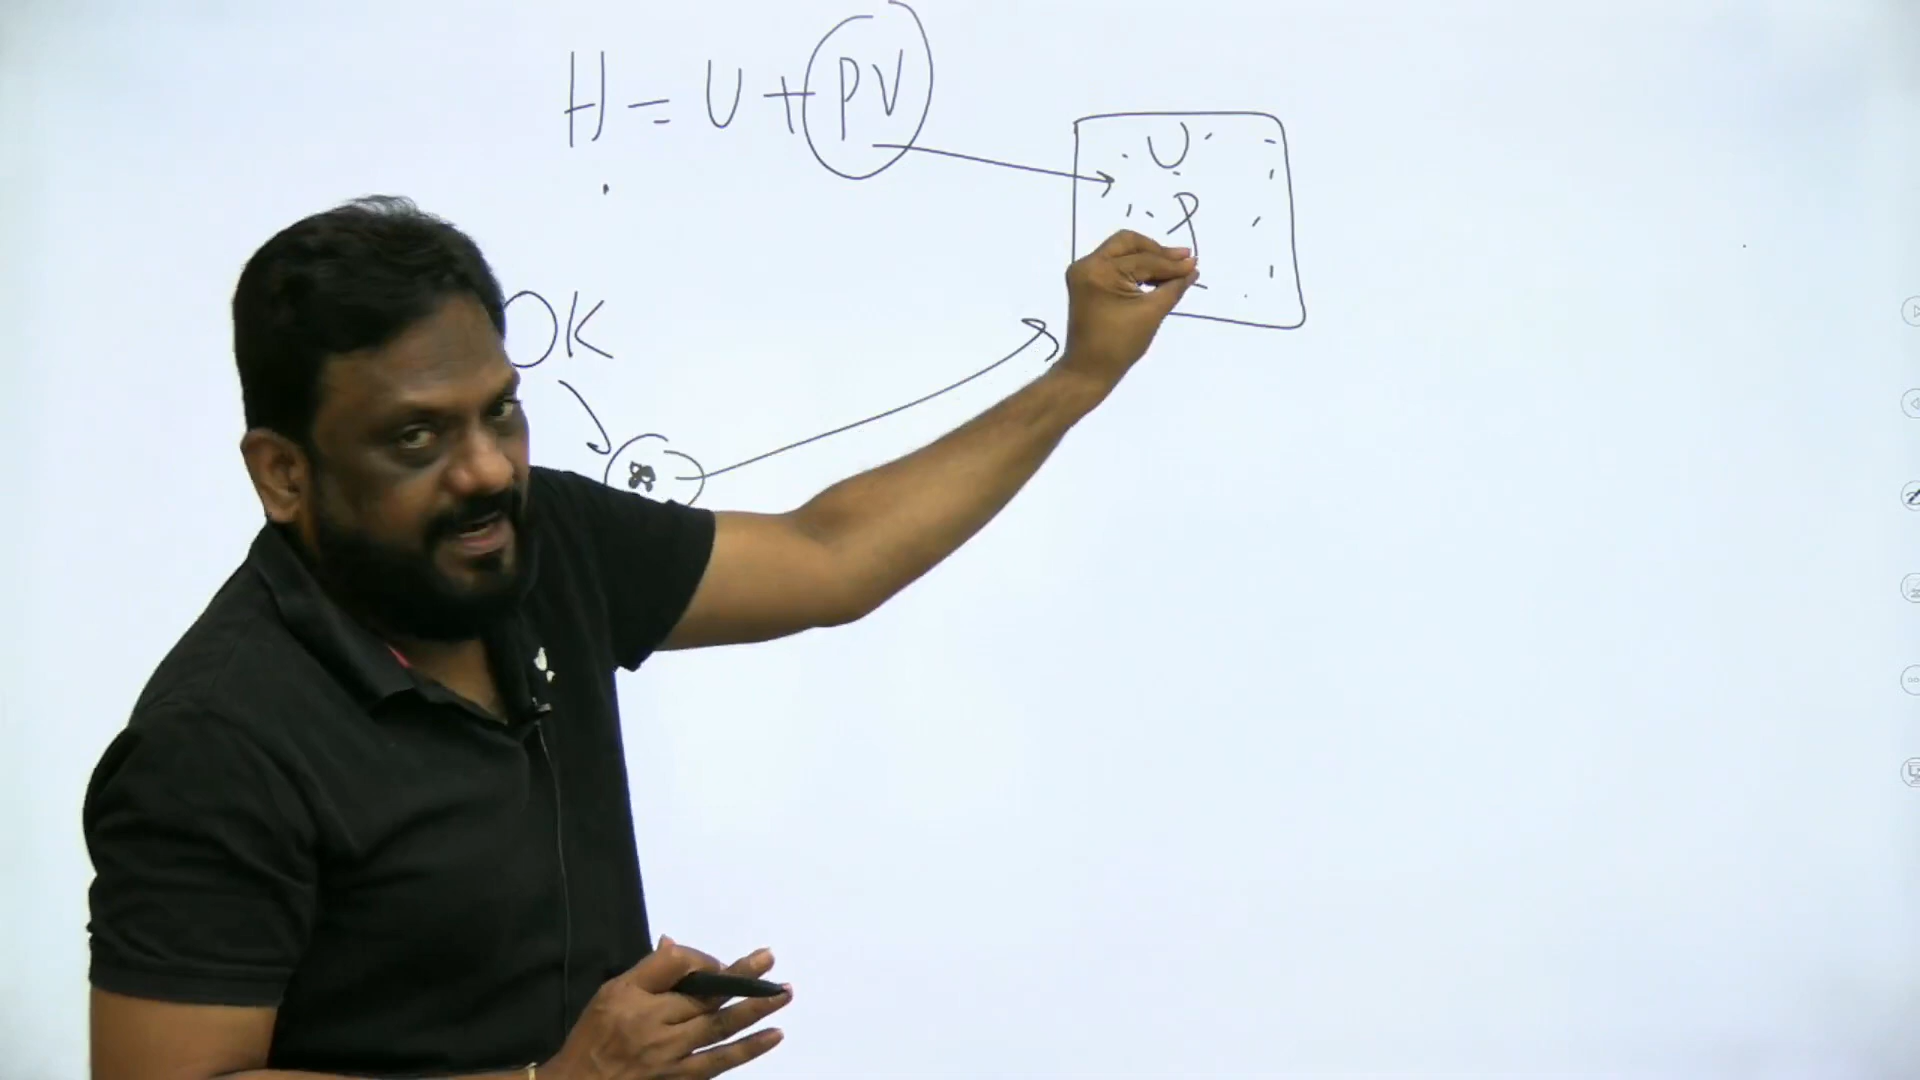 H = U + PV
U
P
OK